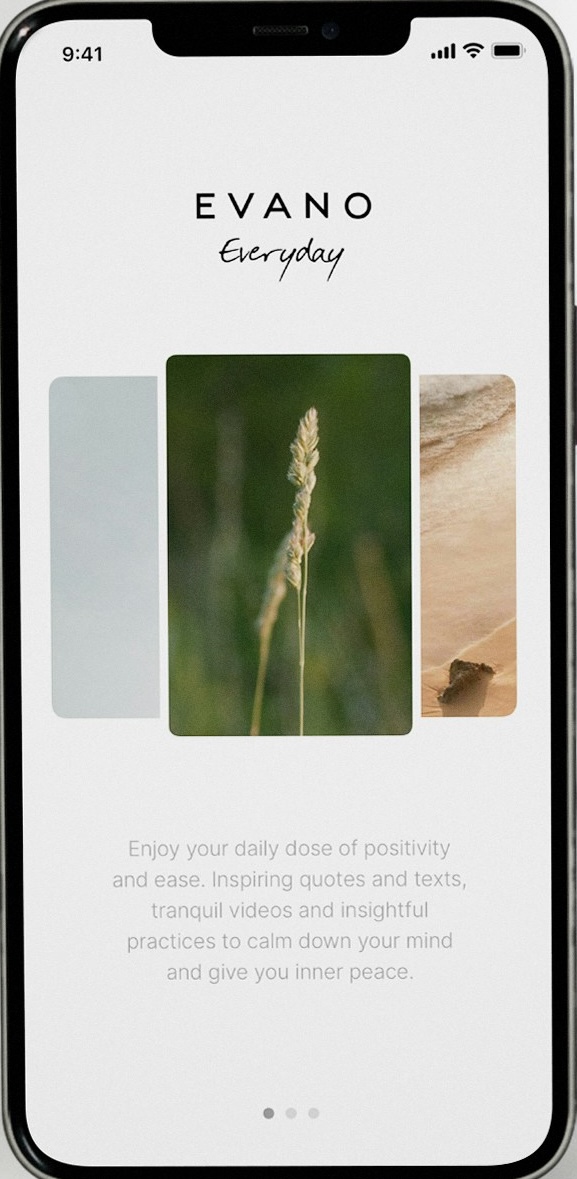 9:41
EVANO
Everyday
Enjoy your daily dose of positivity
and ease. Inspiring quotes and texts,
tranquil videos and insightful
practices to calm down your mind
and give you inner peace.